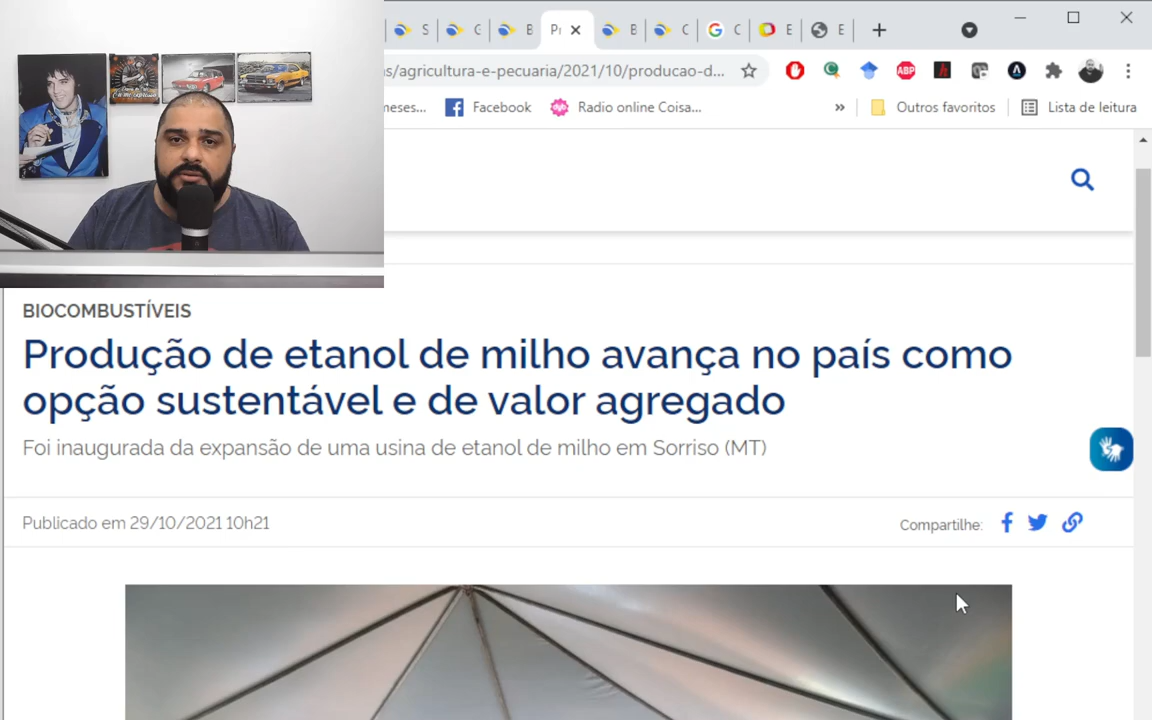 S
C
B
Pr
B
C
C
E
E
s/agricultura-e-pecuaria/2021/10/producao-d...
ABP
h
meses...
Facebook
Radio online Coisa...
»
Outros favoritos
Lista de leitura
BIOCOMBUSTÍVEIS
Produção de etanol de milho avança no país como
opção sustentável e de valor agregado
Foi inaugurada da expansão de uma usina de etanol de milho em Sorriso (MT)
Publicado em 29/10/2021 10h21
Compartilhe: